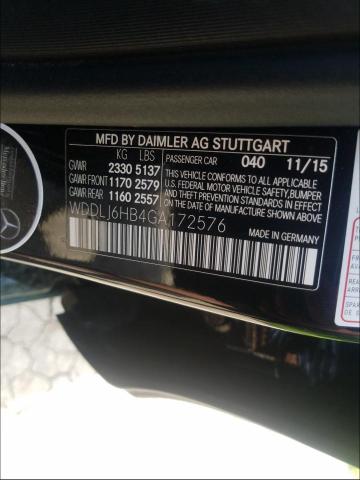 MFD BY DAIMLER AG STUTTGART
KG LBS
GVWR 2330 5137
GAWR FRONT 1170 2579
GAWR REAR 1160 2557
PASSENGER CAR 040 11/15
THIS VEHICLE CONFORMS TO ALL APPLICABLE
U.S. FEDERAL MOTOR VEHICLE SAFETY
AND THEFT PREVENTION STANDARDS IN EFFECT
ON THE DATE OF MANUFACTURE SHOWN ABOVE.
WDDLJ6HB4GA172576
MADE IN GERMANY
Mercedes-Benz